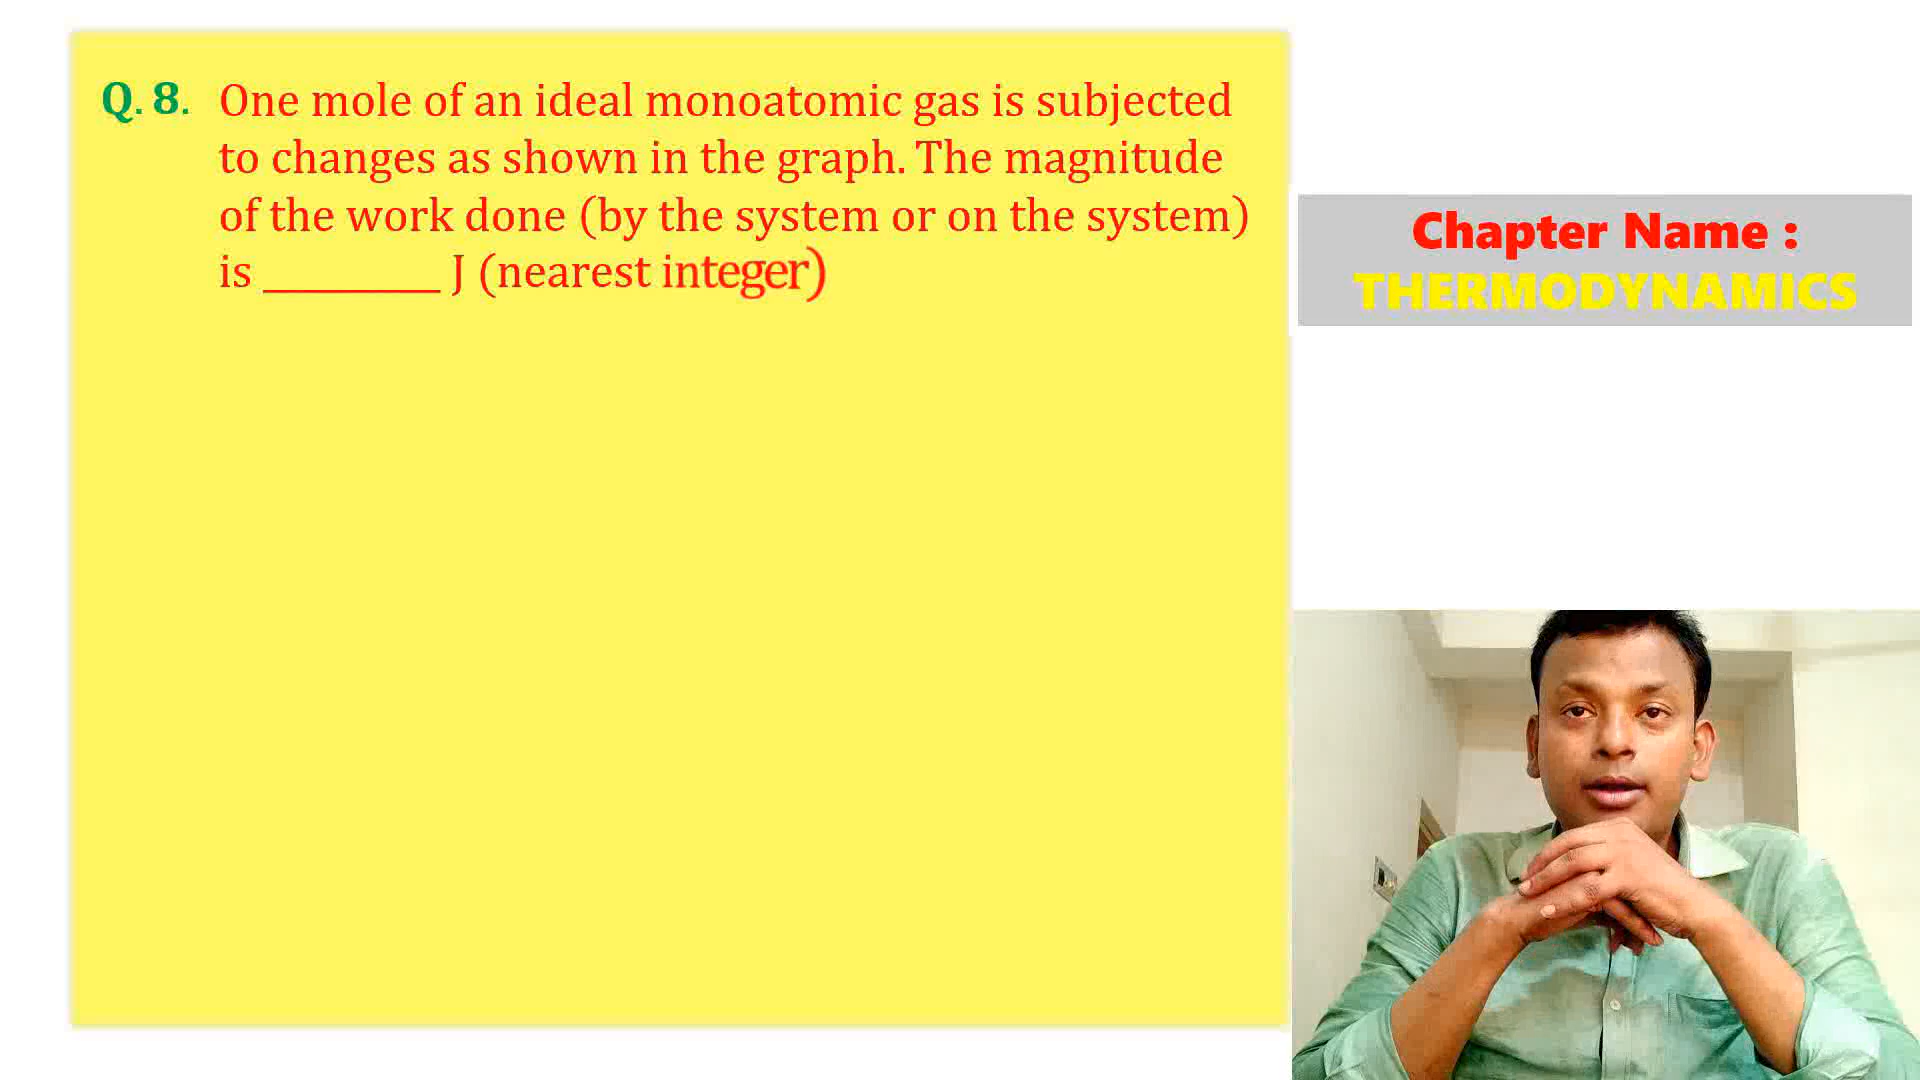 Q. 8. One mole of an ideal monoatomic gas is subjected
to changes as shown in the graph. The magnitude
of the work done (by the system or on the system)
is __________ J (nearest integer)
Chapter Name :
THERMODYNAMICS